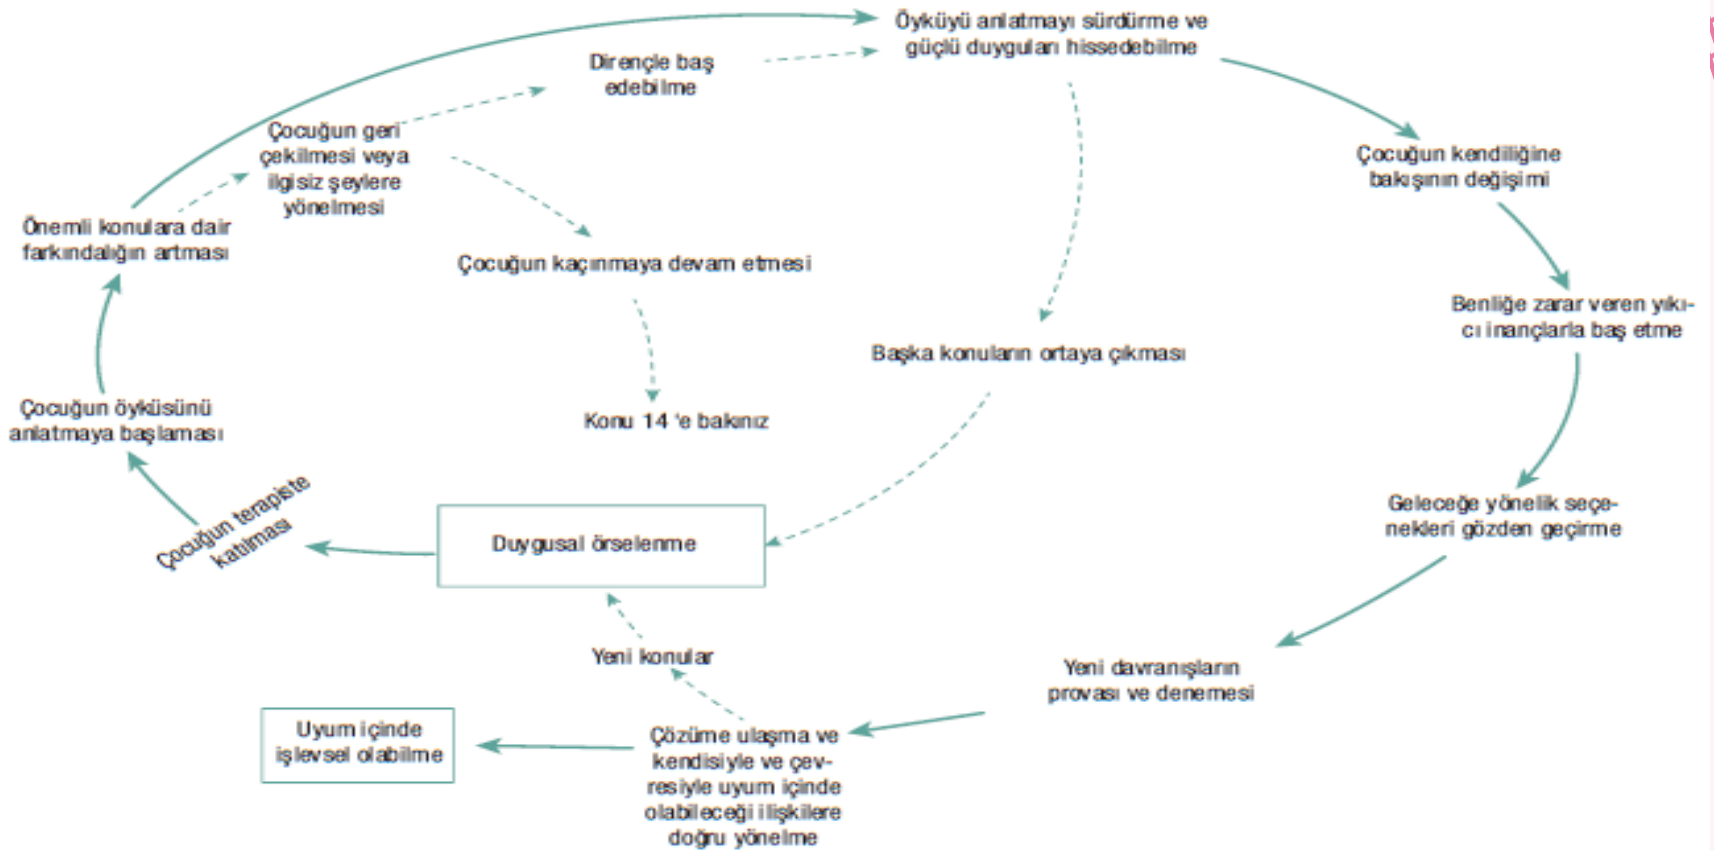 Öyküyü anlatmayı sürdürme ve
güçlü duyguları hissedebilme
Dirençle baş
edebilme
Çocuğun geri
çekilmesi veya
ilgisiz şeylere
yönelmesi
Çocuğun kendiliğine
bakışının değişimi
Önemli konulara dair
farkındalığın artması
Çocuğun kaçınmaya devam etmesi
Benliğe zarar veren yıkı-
cı inançlarla baş etme
Başka konuların ortaya çıkması
Çocuğun öyküsünü
anlatmaya başlaması
Konu 14 'e bakınız
Geleceğe yönelik seçe-
nekleri gözden geçirme
Çocuğun terapiste
katılması
Duygusal örselenme
Yeni konular
Yeni davranışların
provası ve denemesi
Uyum içinde
işlevsel olabilme
Çözüme ulaşma ve
kendisiyle ve çev-
resiyle uyum içinde
olabileceği ilişkilere
doğru yönelme